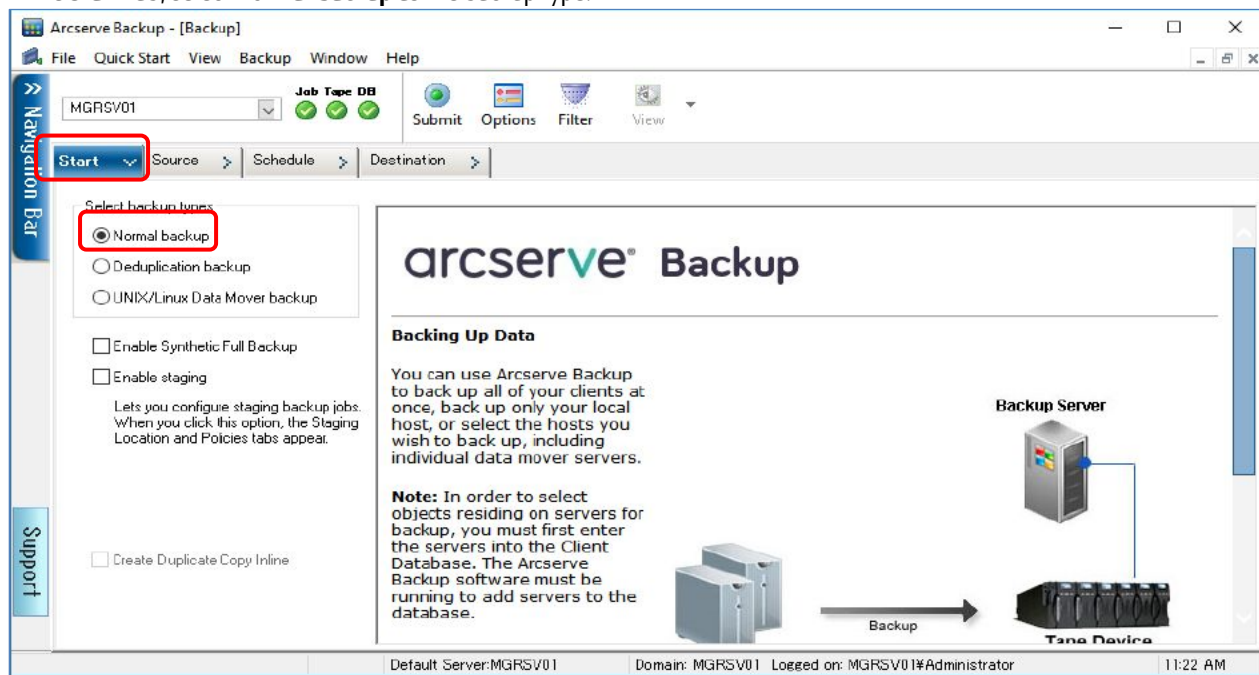 Arcserve Backup - [Backup]
File Quick Start View Backup Window Help
Navigation Bar
MGRSV01
Job Tape DB
Submit Options Filter View
Start Source Schedule Destination
Select backup types
Normal backup
Deduplication backup
UNIX/Linux Data Mover backup
Enable Synthetic Full Backup
Enable staging
Lets you configure staging backup jobs.
When you click this option, the Staging
Location and Policies tabs appear.
Create Duplicate Copy Inline
Support
arcserve® Backup
Backing Up Data
You can use Arcserve Backup
to back up all of your clients at
once, back up only your local
host, or select the hosts you
wish to back up, including
individual data mover servers.
Note: In order to select
objects residing on servers for
backup, you must first enter
the servers into the Client
Database. The Arcserve
Backup software must be
running to add servers to the
database.
Backup Server
Backup
Tape Device
Default Server:MGRSV01 Domain: MGRSV01 Logged on: MGRSV01¥Administrator 11:22 AM